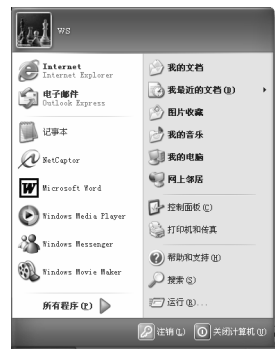 ws
Internet
Internet Explorer
电子邮件
Outlook Express
记事本
NetCaptor
Microsoft Word
Windows Media Player
Windows Messenger
Windows Movie Maker
所有程序(P)
我的文档
我最近的文档(D)
图片收藏
我的音乐
我的电脑
网上邻居
控制面板(C)
打印机和传真
帮助和支持(H)
搜索(S)
运行(R)...
注销(L)
关闭计算机(U)